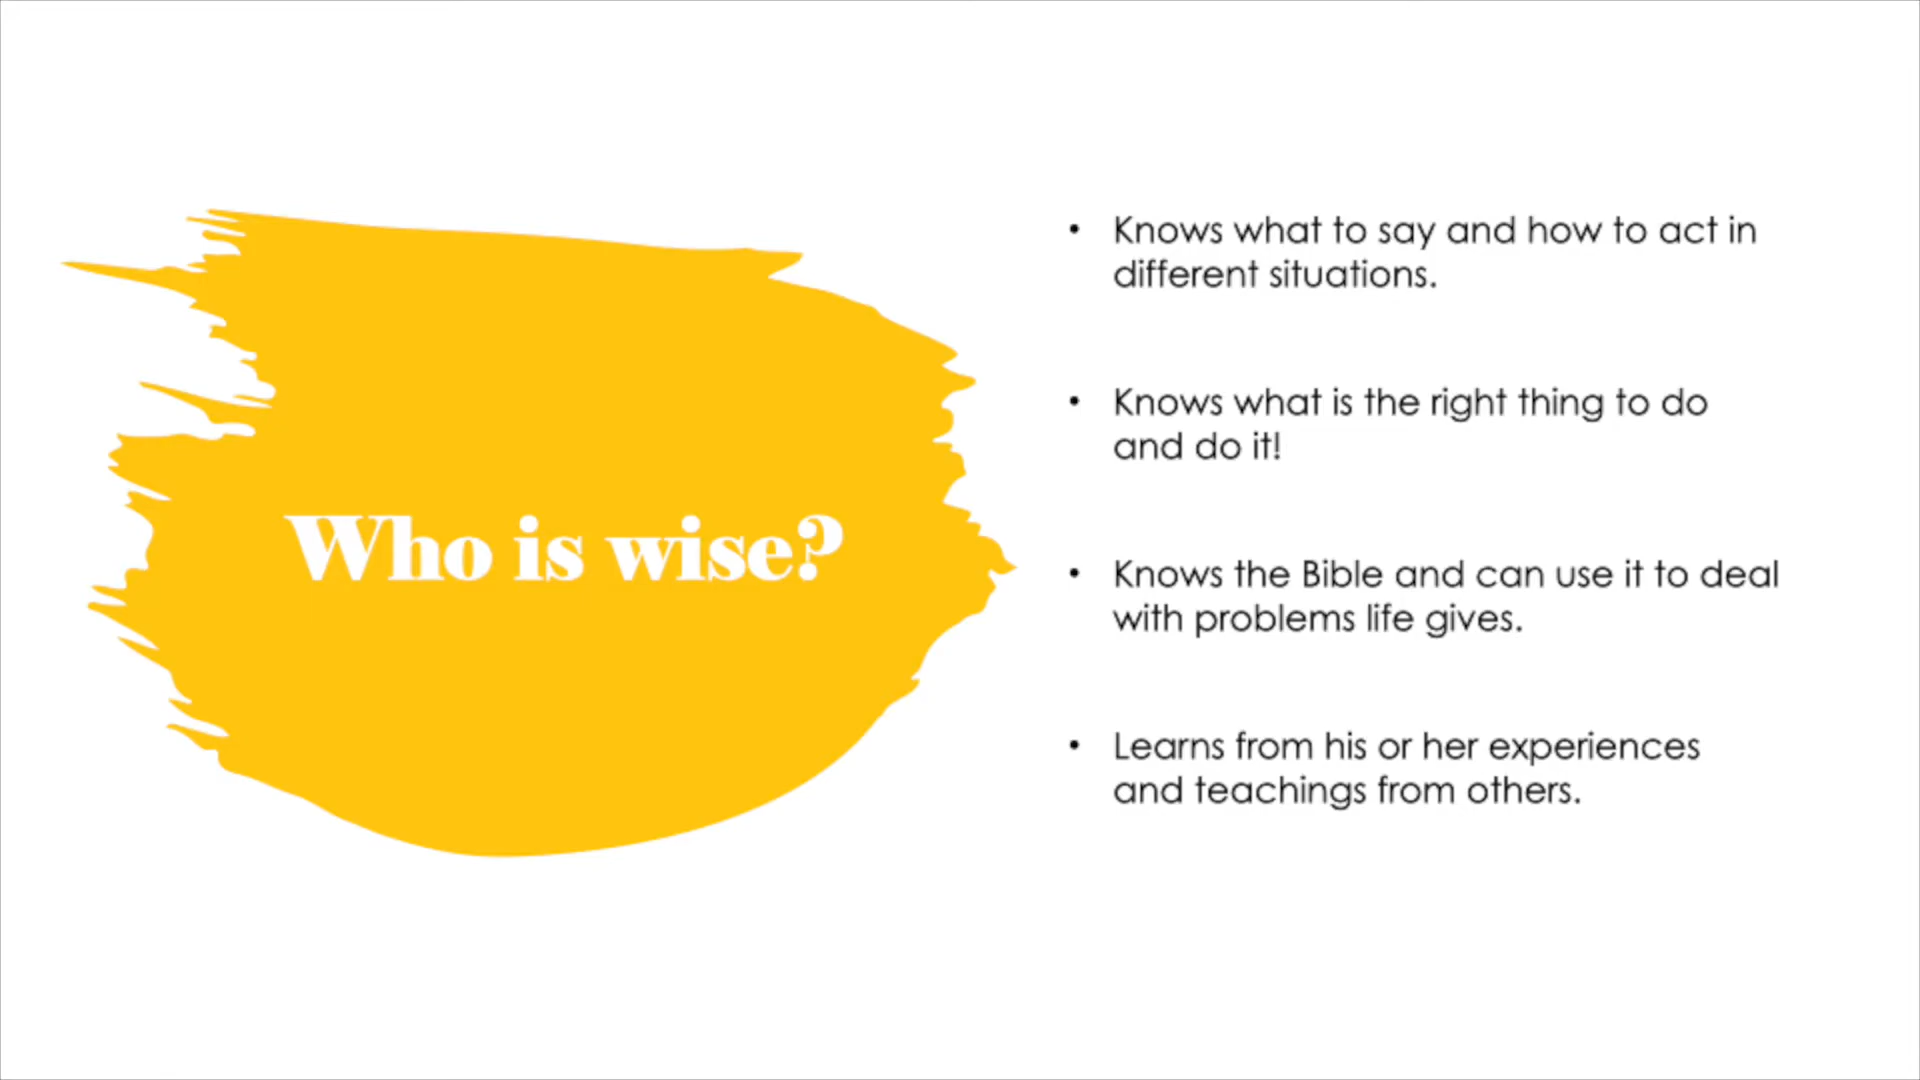 Who is wise?
• Knows what to say and how to act in
different situations.
• Knows what is the right thing to do
and do it!
• Knows the Bible and can use it to deal
with problems life gives.
• Learns from his or her experiences
and teachings from others.